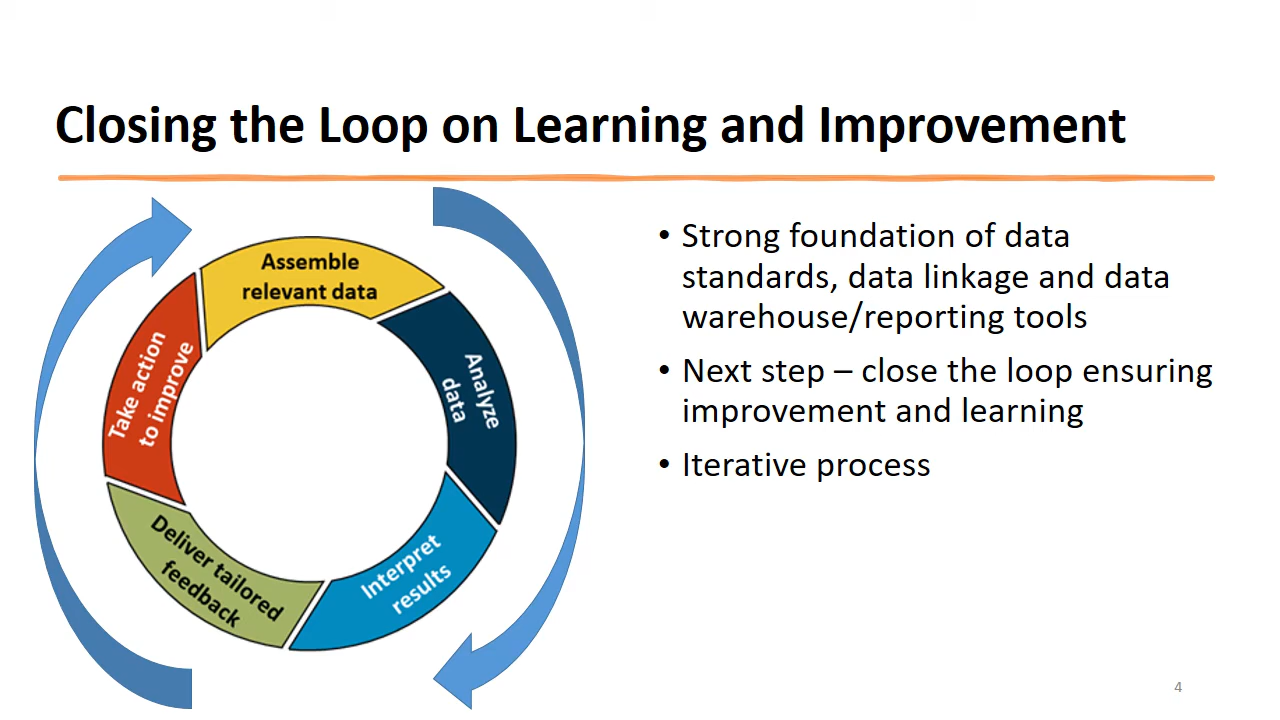 Closing the Loop on Learning and Improvement
Assemble
relevant data
Analyze
data
Interpret
results
Deliver tailored
feedback
Take action
to improve
• Strong foundation of data
standards, data linkage and data
warehouse/reporting tools
• Next step – close the loop ensuring
improvement and learning
• Iterative process
4